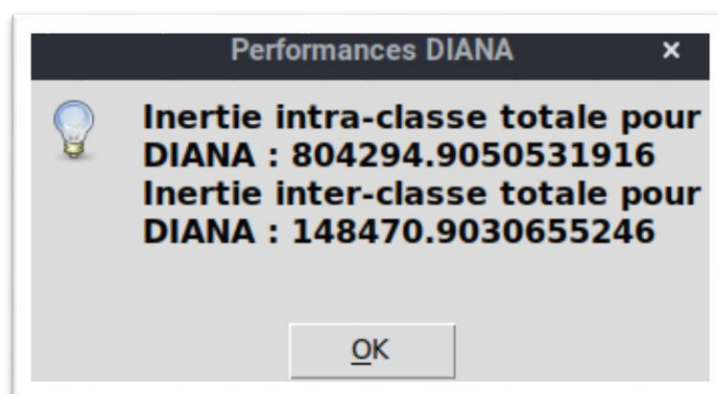 Performances DIANA ×
Inertie intra-classe totale pour
DIANA : 804294.9050531916
Inertie inter-classe totale pour
DIANA : 148470.9030655246
OK